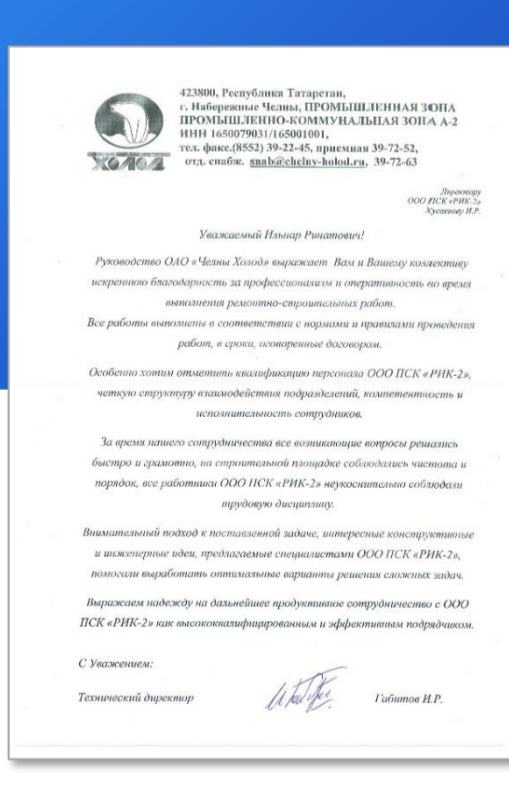 423800, Республика Татарстан,
г. Набережные Челны, ПРОМЫШЛЕННАЯ ЗОНА
ПРОМЫШЛЕННО-КОММУНАЛЬНАЯ ЗОНА А-2
ИНН 1650079031/165001001,
тел. факс.(8552) 39-22-45, приемная 39-72-52,
отд. снабж. snab@chelny-holod.ru, 39-72-63
ХОЛОД
Директору
ООО ПСК «РИК-2»
И.Р.
Уважаемый Ильнар Ринатович!
Руководство ОАО «Челны Холод» выражает Вам и Вашему коллективу
искреннюю благодарность за профессионализм и оперативность во время
выполнения ремонтно-строительных работ.
Все работы выполнены в соответствии с нормами и правилами проведения
работ, в сроки, оговоренные договором.
Особенно хотим отметить квалификацию персонала ООО ПСК «РИК-2»,
четкую структуру взаимодействия подразделений, компетентность и
исполнительность сотрудников.
За время нашего сотрудничества все возникающие вопросы решались
быстро и грамотно, на строительной площадке соблюдались чистота и
порядок, все работники ООО ПСК «РИК-2» неукоснительно соблюдали
трудовую дисциплину.
Внимательный подход к поставленной задаче, интересные конструктивные
и инженерные идеи, предлагаемые специалистами ООО ПСК «РИК-2»,
помогали выработать оптимальные варианты решения сложных задач.
Выражаем надежду на дальнейшее продуктивное сотрудничество с ООО
ПСК «РИК-2» как высококвалифицированным и эффективным подрядчиком.
С Уважением:
Технический директор Габитов И.Р.